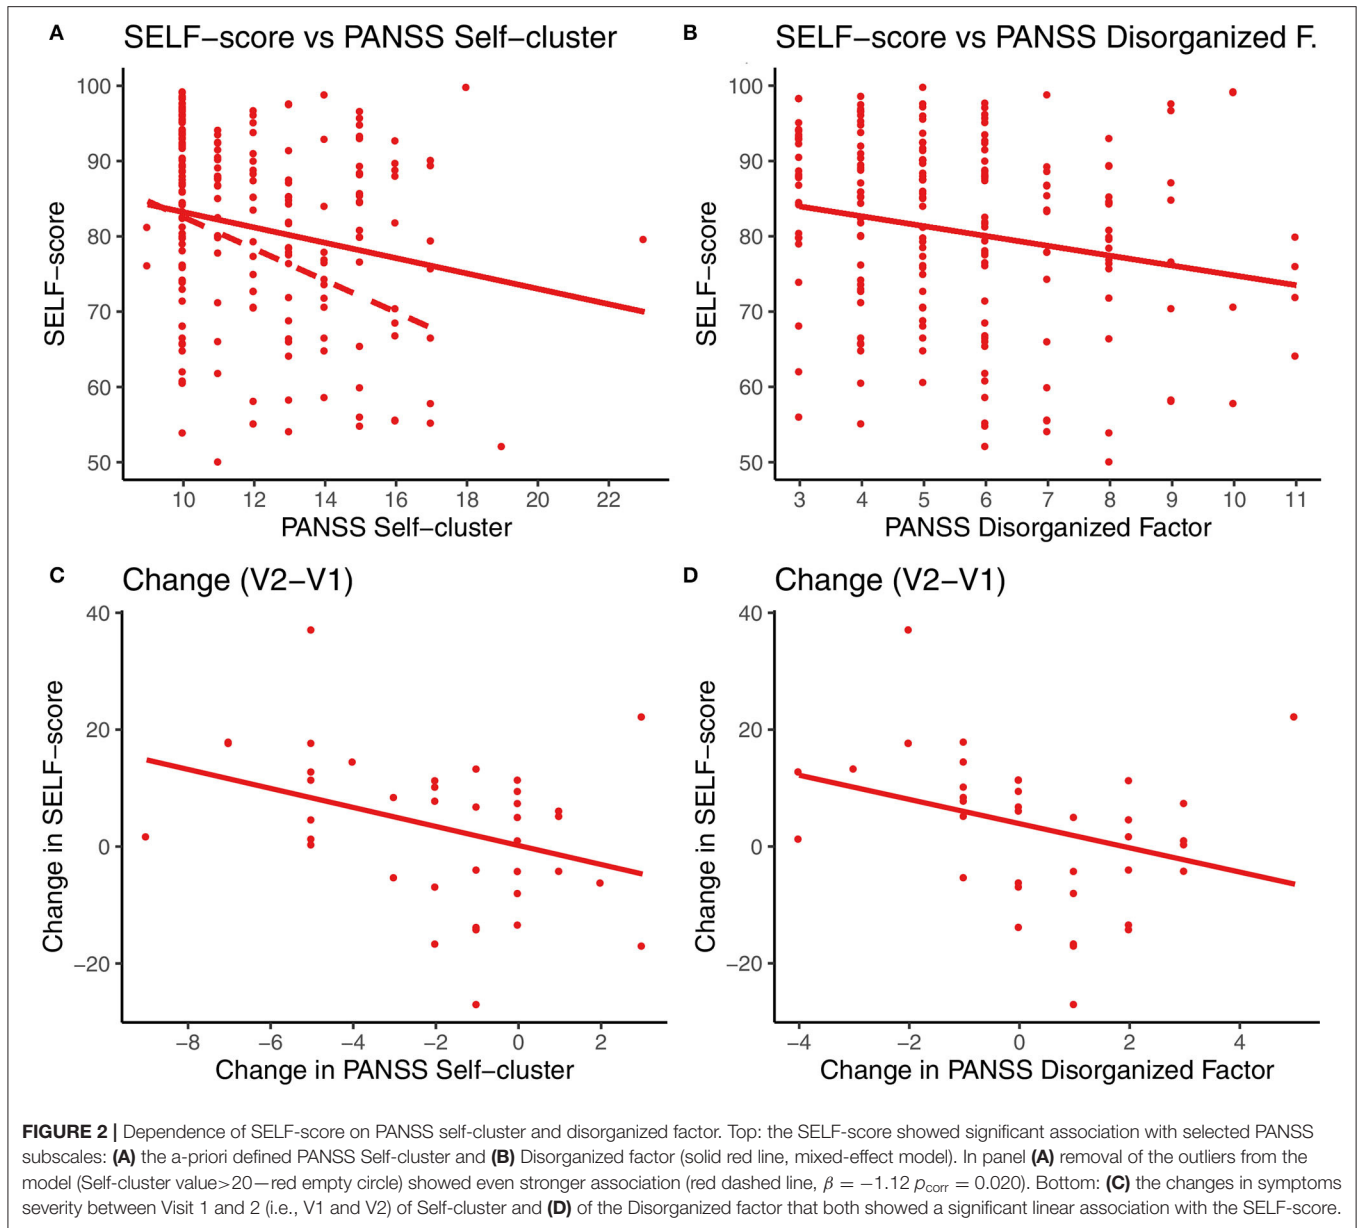 A SELF−score vs PANSS Self−cluster
100
90
80
70
60
50
SELF−score
10 12 14 16 18 20 22
PANSS Self−cluster
B SELF−score vs PANSS Disorganized F.
100
90
80
70
60
50
SELF−score
3 4 5 6 7 8 9 10 11
PANSS Disorganized Factor
C Change (V2−V1)
40
20
0
−20
Change in SELF−score
−8 −6 −4 −2 0 2
Change in PANSS Self−cluster
D Change (V2−V1)
40
20
0
−20
Change in SELF−score
−4 −2 0 2 4
Change in PANSS Disorganized Factor
FIGURE 2 | Dependence of SELF-score on PANSS self-cluster and disorganized factor. Top: the SELF-score showed significant association with selected PANSS
subscales: (A) the a-priori defined PANSS Self-cluster and (B) Disorganized factor (solid red line, mixed-effect model). In panel (A) removal of the outliers from the
model (Self-cluster value>20—red empty circle) showed even stronger association (red dashed line, β = −1.12 pcorr = 0.020). Bottom: (C) the changes in symptoms
severity between Visit 1 and 2 (i.e., V1 and V2) of Self-cluster and (D) of the Disorganized factor that both showed a significant linear association with the SELF-score.